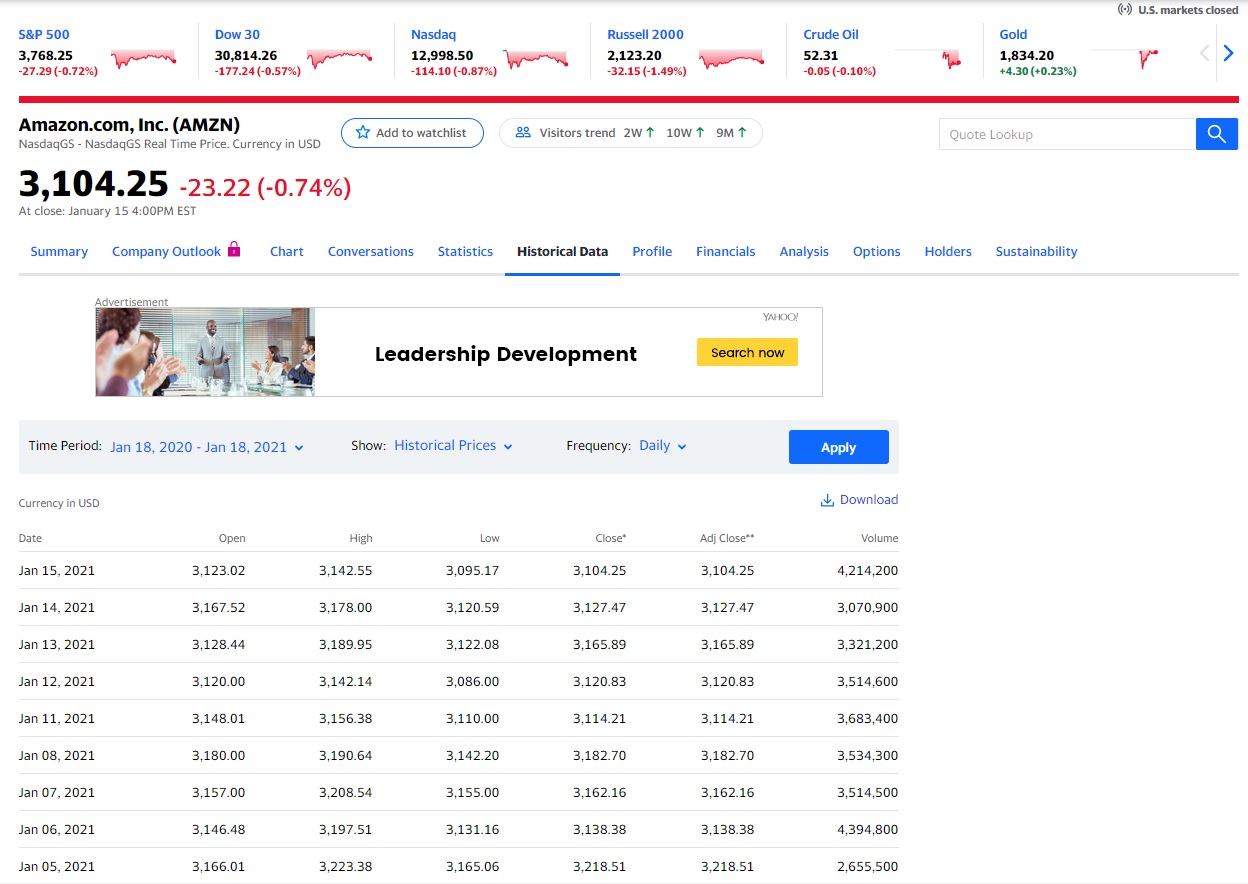 U.S. markets closed
S&P 500 Dow 30 Nasdaq Russell 2000 Crude Oil Gold
3,768.25 30,814.26 12,998.50 2,123.20 52.31 1,834.20
-27.29 (-0.72%) -177.24 (-0.57%) -114.10 (-0.87%) -32.15 (-1.49%) -0.05 (-0.10%) +4.30 (+0.23%)
Amazon.com, Inc. (AMZN)
NasdaqGS - NasdaqGS Real Time Price. Currency in USD
Add to watchlist
Visitors trend 2W 10W 9M
Quote Lookup
3,104.25 -23.22 (-0.74%)
At close: January 15 4:00PM EST
Summary Company Outlook Chart Conversations Statistics Historical Data Profile Financials Analysis Options Holders Sustainability
Advertisement
YAHOO!
Leadership Development
Search now
Time Period: Jan 18, 2020 - Jan 18, 2021 Show: Historical Prices Frequency: Daily Apply
Currency in USD Download
Date Open High Low Close* Adj Close** Volume
Jan 15, 2021 3,123.02 3,142.55 3,095.17 3,104.25 3,104.25 4,214,200
Jan 14, 2021 3,167.52 3,178.00 3,120.59 3,127.47 3,127.47 3,070,900
Jan 13, 2021 3,128.44 3,189.95 3,122.08 3,165.89 3,165.89 3,321,200
Jan 12, 2021 3,120.00 3,142.14 3,086.00 3,120.83 3,120.83 3,514,600
Jan 11, 2021 3,148.01 3,156.38 3,110.00 3,114.21 3,114.21 3,683,400
Jan 08, 2021 3,180.00 3,190.64 3,142.20 3,182.70 3,182.70 3,534,300
Jan 07, 2021 3,157.00 3,208.54 3,155.00 3,162.16 3,162.16 3,514,500
Jan 06, 2021 3,146.48 3,197.51 3,131.16 3,138.38 3,138.38 4,394,800
Jan 05, 2021 3,166.01 3,223.38 3,165.06 3,218.51 3,218.51 2,655,500